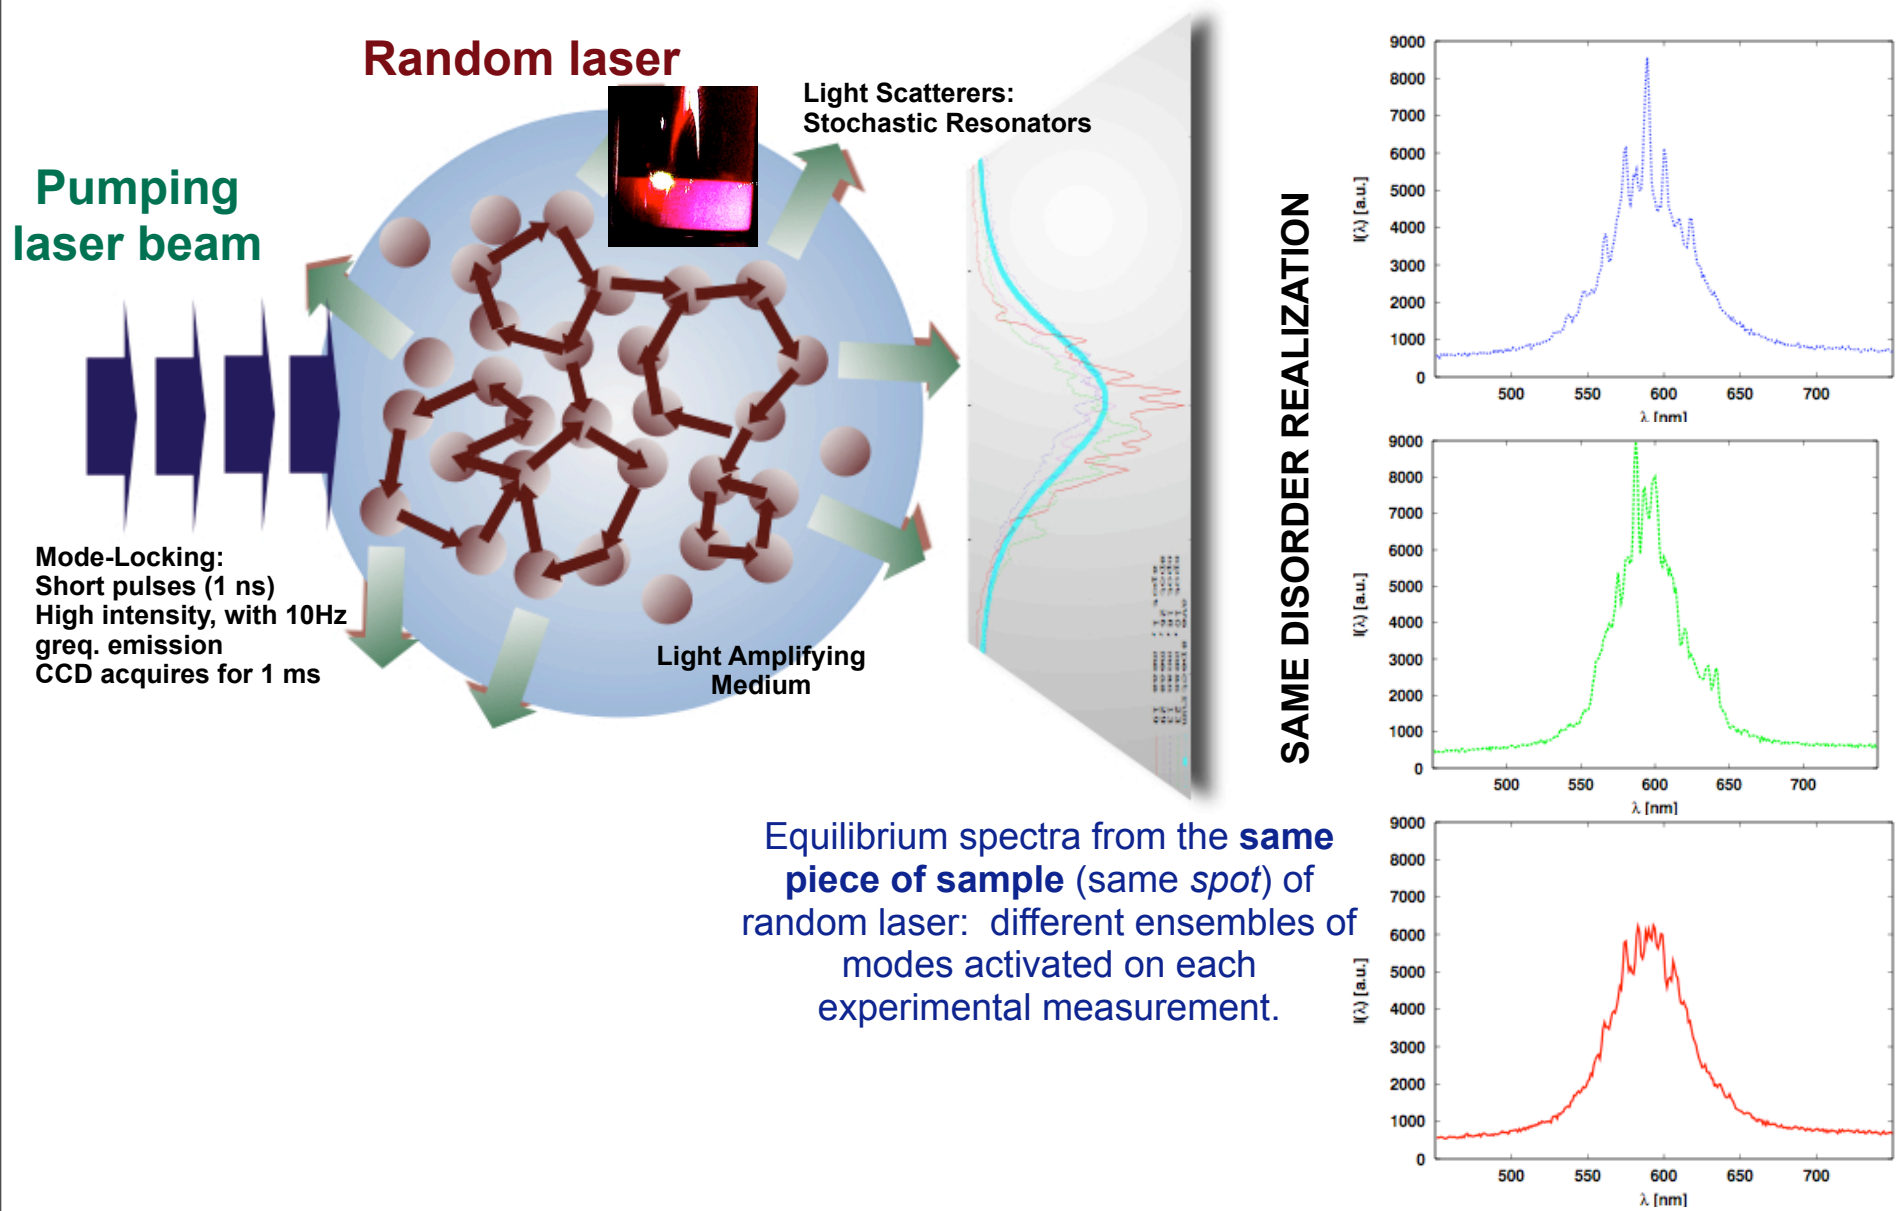 Random laser
Light Scatterers:
Stochastic Resonators
Pumping
laser beam
Mode-Locking:
Short pulses (1 ns)
High intensity, with 10Hz
greq. emission
CCD acquires for 1 ms
Light Amplifying
Medium
Equilibrium spectra from the same
piece of sample (same spot) of
random laser: different ensembles of
modes activated on each
experimental measurement.
SAME DISORDER REALIZATION
I(λ) [a.u.]
9000
8000
7000
6000
5000
4000
3000
2000
1000
0
500 550 600 650 700
λ [nm]
I(λ) [a.u.]
9000
8000
7000
6000
5000
4000
3000
2000
1000
0
500 550 600 650 700
λ [nm]
I(λ) [a.u.]
9000
8000
7000
6000
5000
4000
3000
2000
1000
0
500 550 600 650 700
λ [nm]